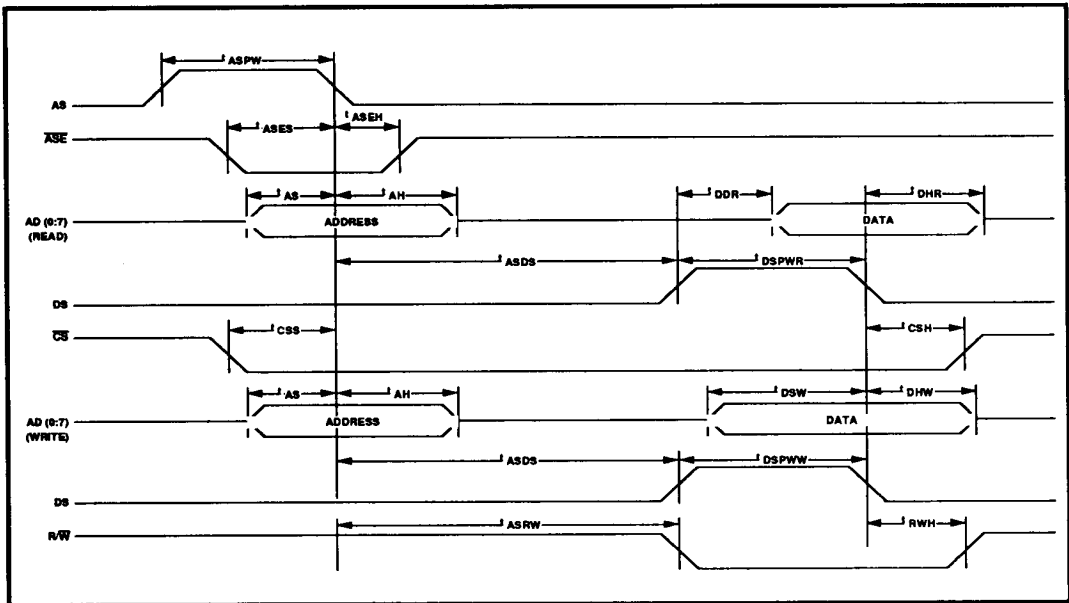 t ASPW
AS
t ASES
t ASEH
ASE
t AS
t AH
t DDR
t DHR
AD (0:7)
(READ)
ADDRESS
DATA
t ASDS
t DSPWR
DS
t CSS
t CSH
CS
t AS
t AH
t DSW
t DHW
AD (0:7)
(WRITE)
ADDRESS
DATA
t ASDS
t DSPWW
DS
t ASRW
t RWH
R/W